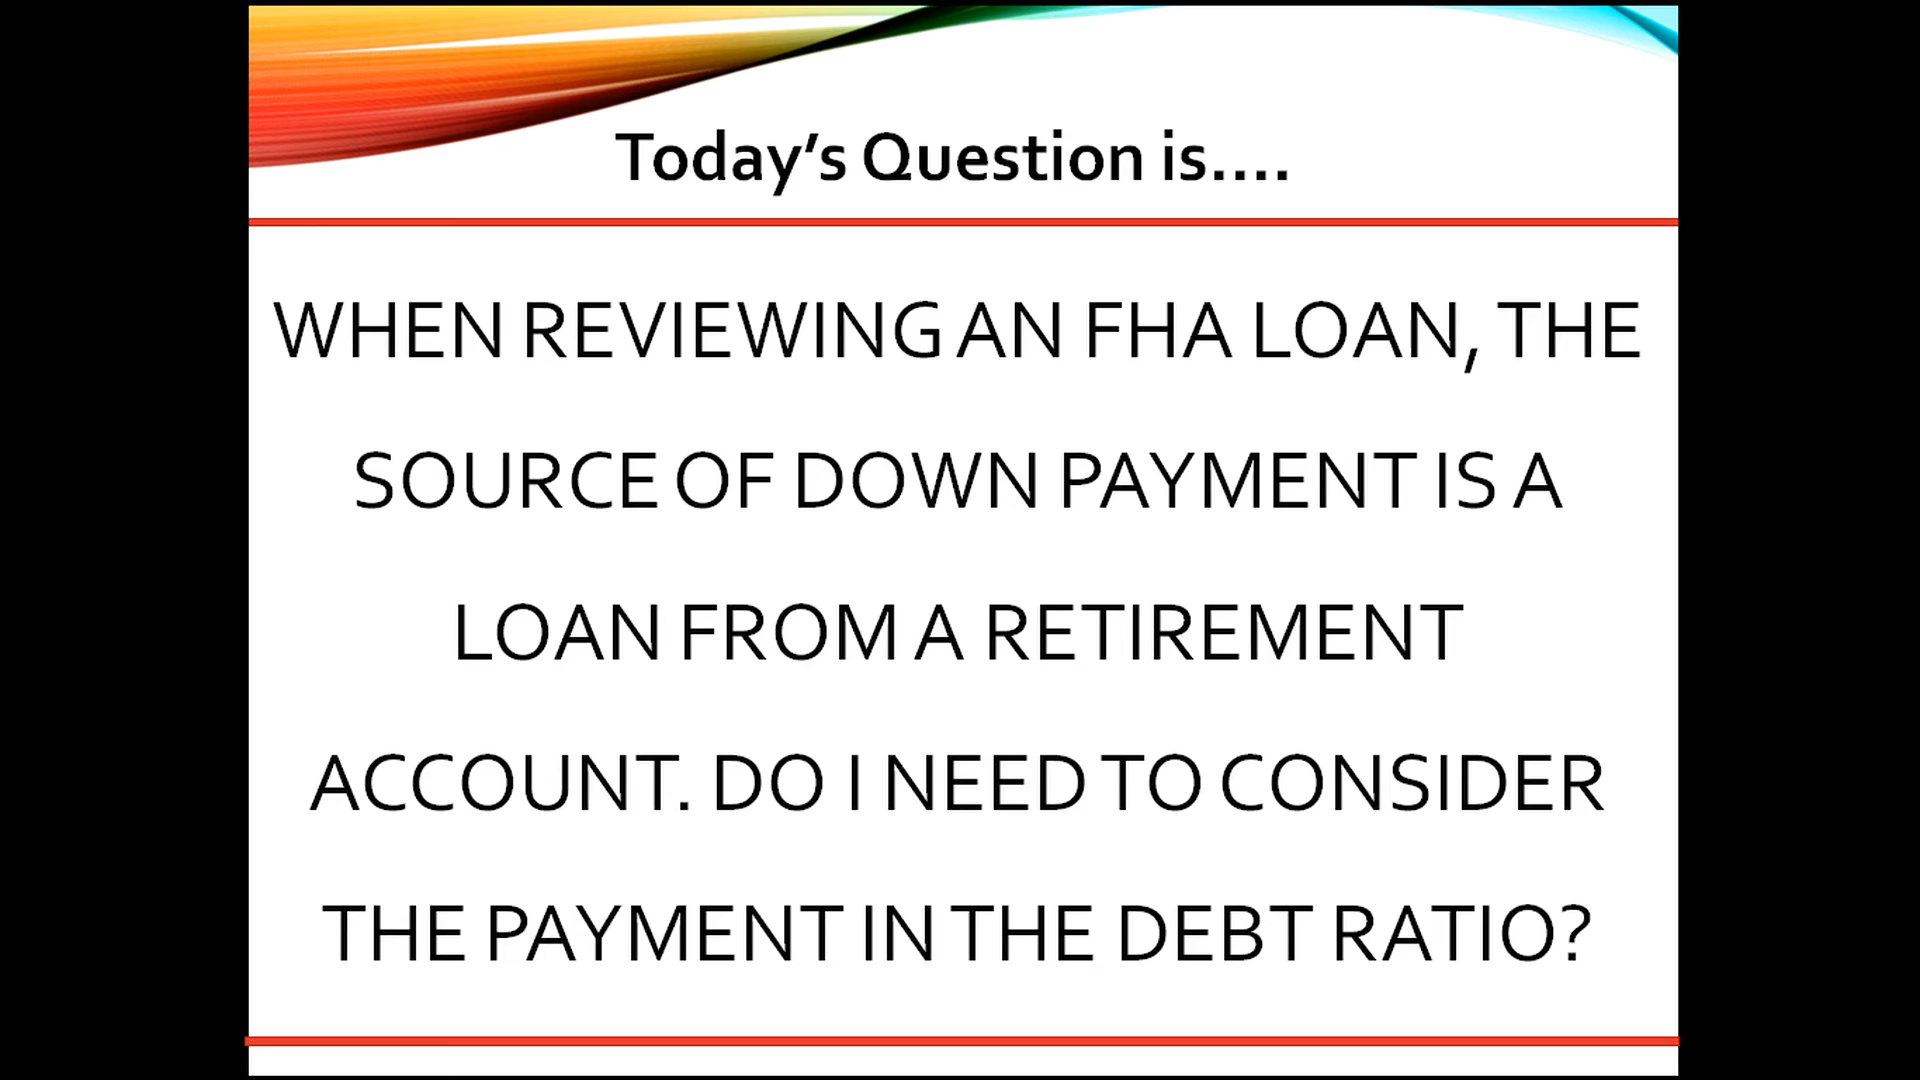 Today’s Question is....
WHEN REVIEWING AN FHA LOAN, THE
SOURCE OF DOWN PAYMENT IS A
LOAN FROM A RETIREMENT
ACCOUNT. DO I NEED TO CONSIDER
THE PAYMENT IN THE DEBT RATIO?